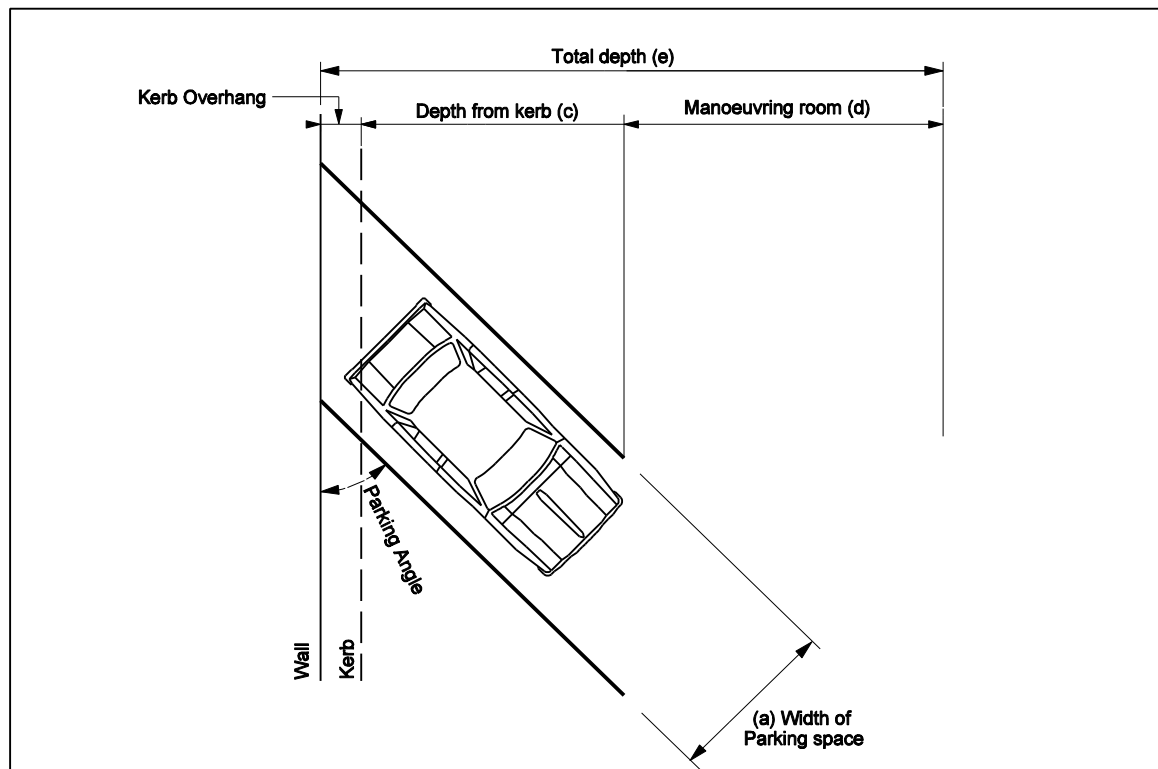 Total depth (e)
Kerb Overhang
Depth from kerb (c)
Manoeuvring room (d)
Parking Angle
Wall
Kerb
(a) Width of
Parking space